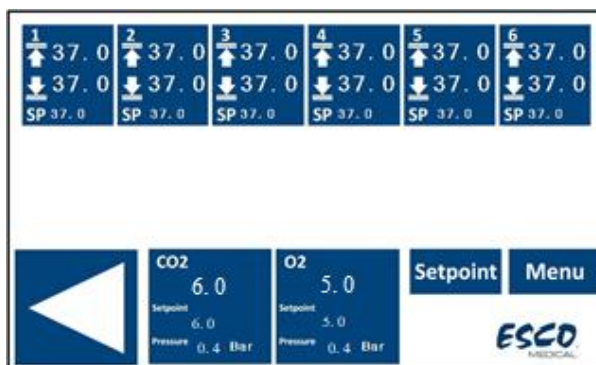 1 2 3 4 5 6
37.0 37.0 37.0 37.0 37.0 37.0
37.0 37.0 37.0 37.0 37.0 37.0
SP 37.0 SP 37.0 SP 37.0 SP 37.0 SP 37.0 SP 37.0
CO2
6.0
Setpoint
6.0
Pressure 0.4 Bar
O2
5.0
Setpoint
5.0
Pressure 0.4 Bar
Setpoint
Menu
ESCO
MEDICAL